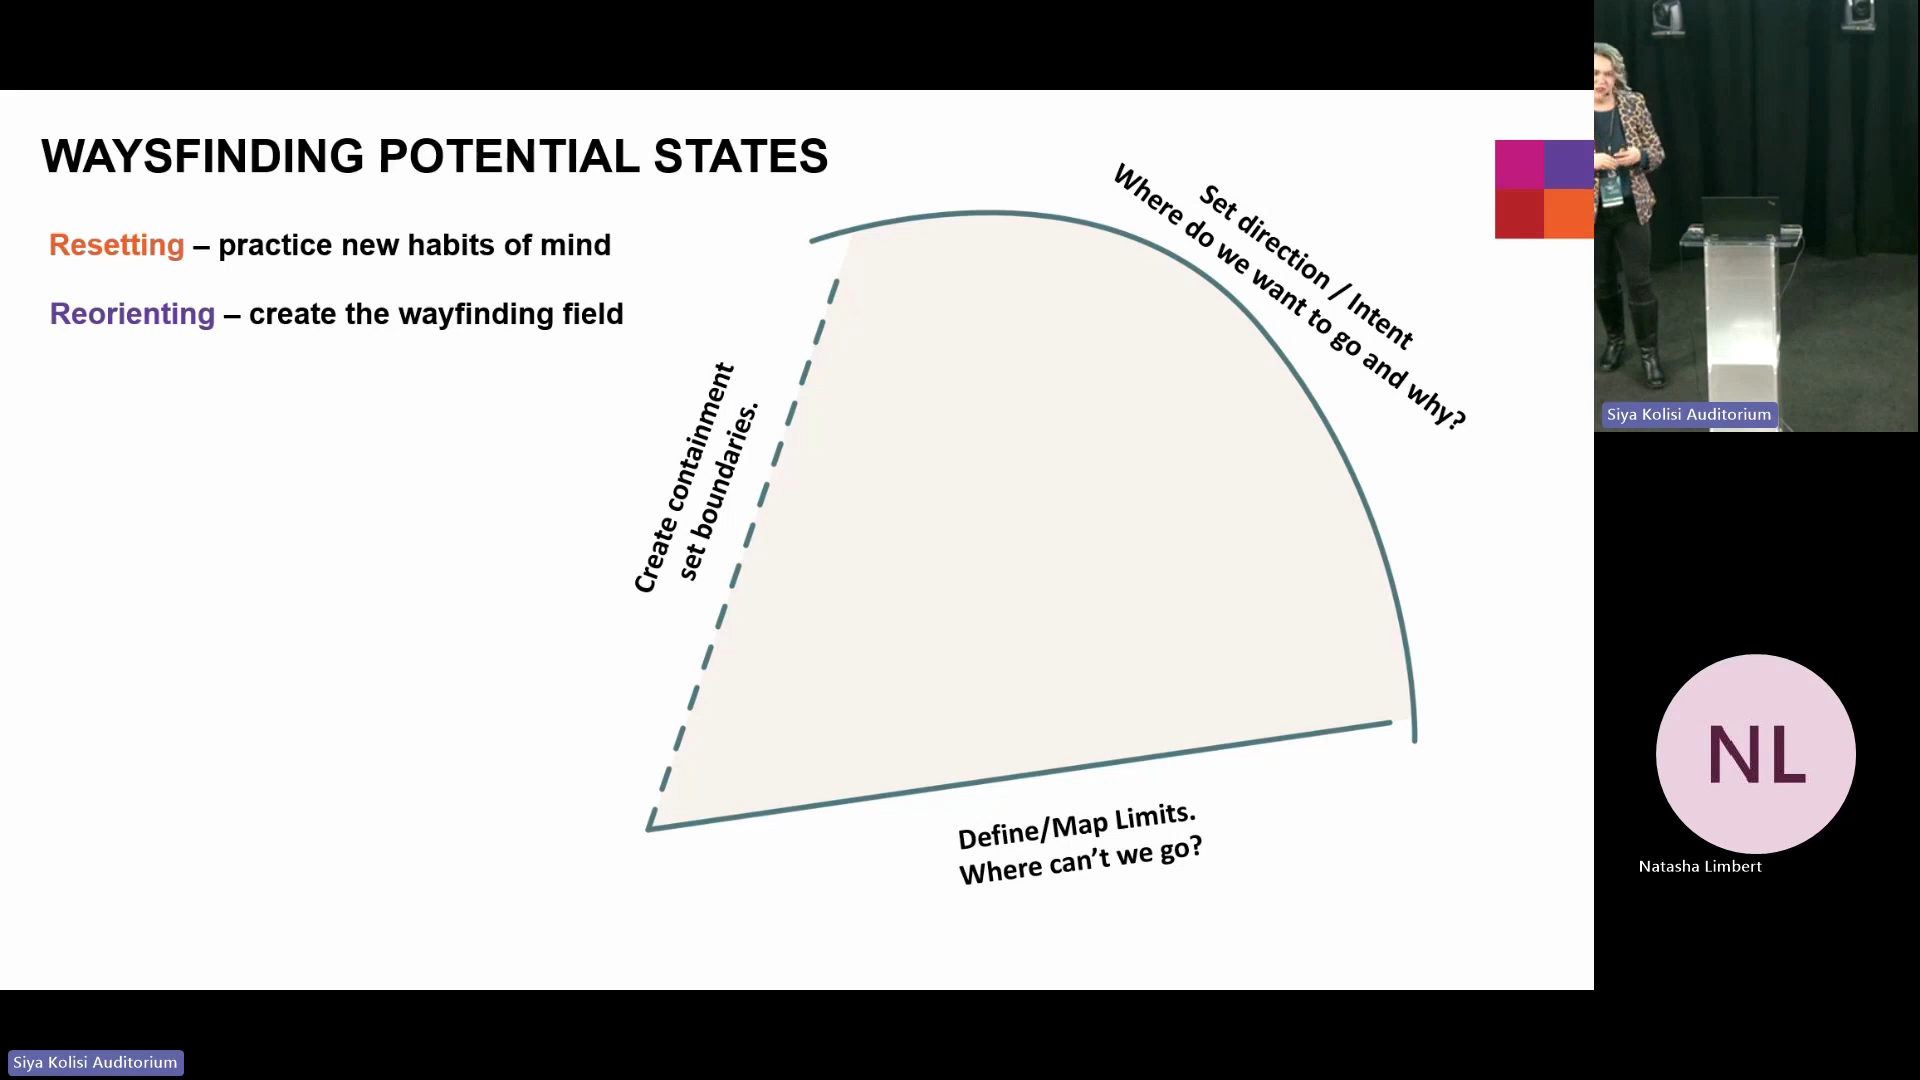 WAYSFINDING POTENTIAL STATES
Resetting – practice new habits of mind
Reorienting – create the wayfinding field
Create containment
set boundaries.
Set direction / Intent
Where do we want to go and why?
Define/Map Limits.
Where can't we go?
Siya Kolisi Auditorium
NL
Natasha Limbert
Siya Kolisi Auditorium